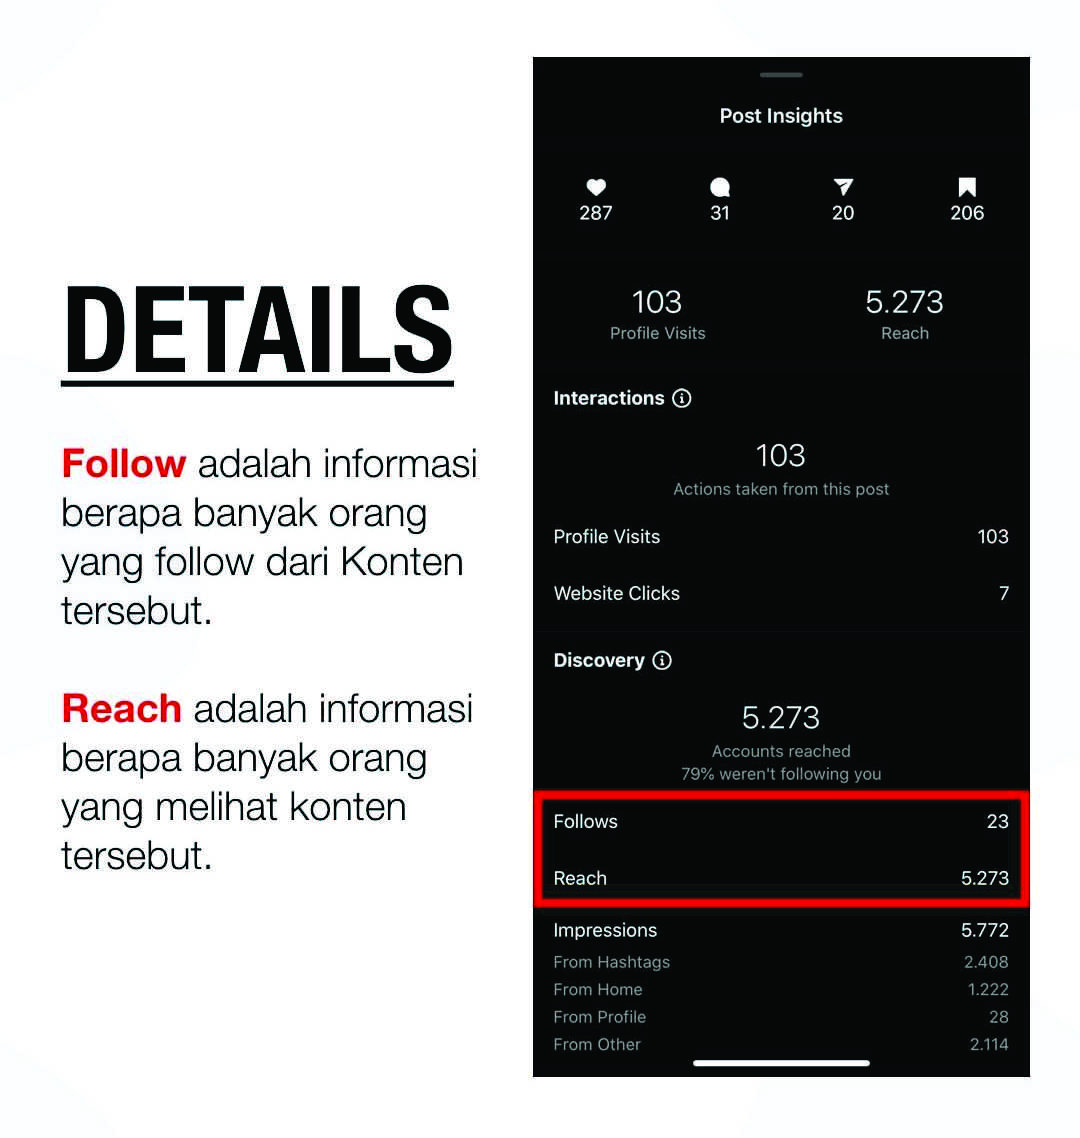 DETAILS
Follow adalah informasi
berapa banyak orang
yang follow dari Konten
tersebut.
Reach adalah informasi
berapa banyak orang
yang melihat konten
tersebut.
Post Insights
287 31 20 206
103 5.273
Profile Visits Reach
Interactions
103
Actions taken from this post
Profile Visits 103
Website Clicks 7
Discovery
5.273
Accounts reached
79% weren't following you
Follows 23
Reach 5.273
Impressions 5.772
From Hashtags 2.408
From Home 1.222
From Profile 28
From Other 2.114